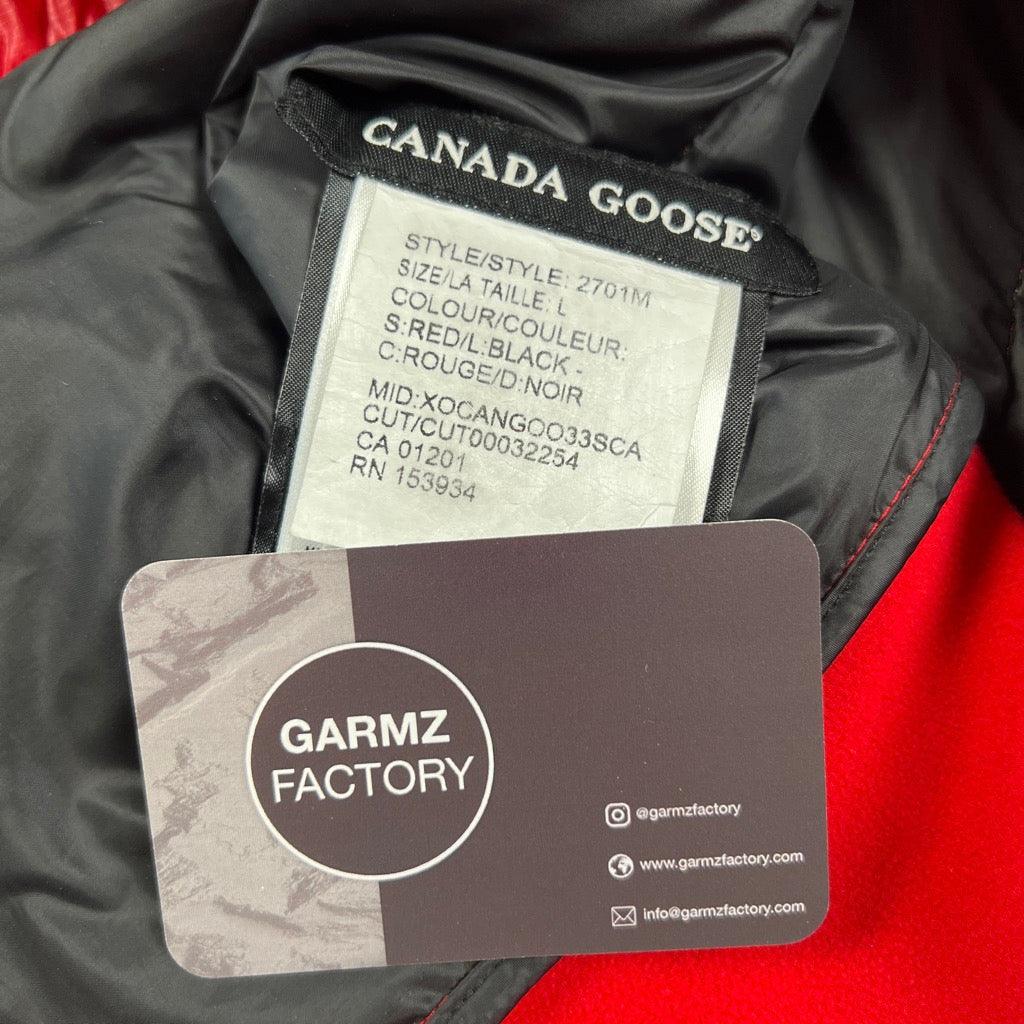 CANADA GOOSE®
STYLE/STYLE: 2701M
SIZE/LA TAILLE: L
COLOUR/COULEUR:
S:RED/L:BLACK -
C:ROUGE/D:NOIR
MID:XOCANGOO33SCA
CUT/CUT00032254
CA 01201
RN 153934
GARMZ
FACTORY
@garmzfactory
www.garmzfactory.com
info@garmzfactory.com